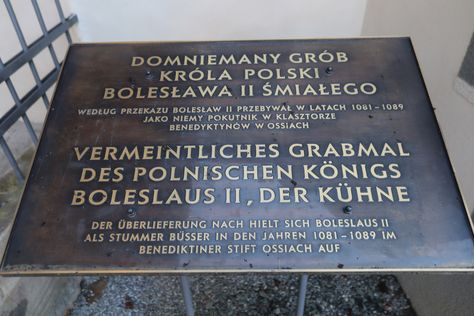 DOMNIEMANY GRÓB
KRÓLA POLSKI
BOLESŁAWA II ŚMIAŁEGO
WEDŁUG PRZEKAZU BOLESŁAW II PRZEBYWAŁ W LATACH 1081-1089
JAKO NIEMY POKUTNIK W KLASZTORZE
BENEDYKTYNÓW W OSSIACH
VERMEINTLICHES GRABMAL
DES POLNISCHEN KÖNIGS
BOLESLAUS II, DER KÜHNE
DER ÜBERLIEFERUNG NACH HIELT SICH BOLESLAUS II
ALS STUMMER BÜSSER IN DEN JAHREN 1081-1089 IM
BENEDIKTINER STIFT OSSIACH AUF